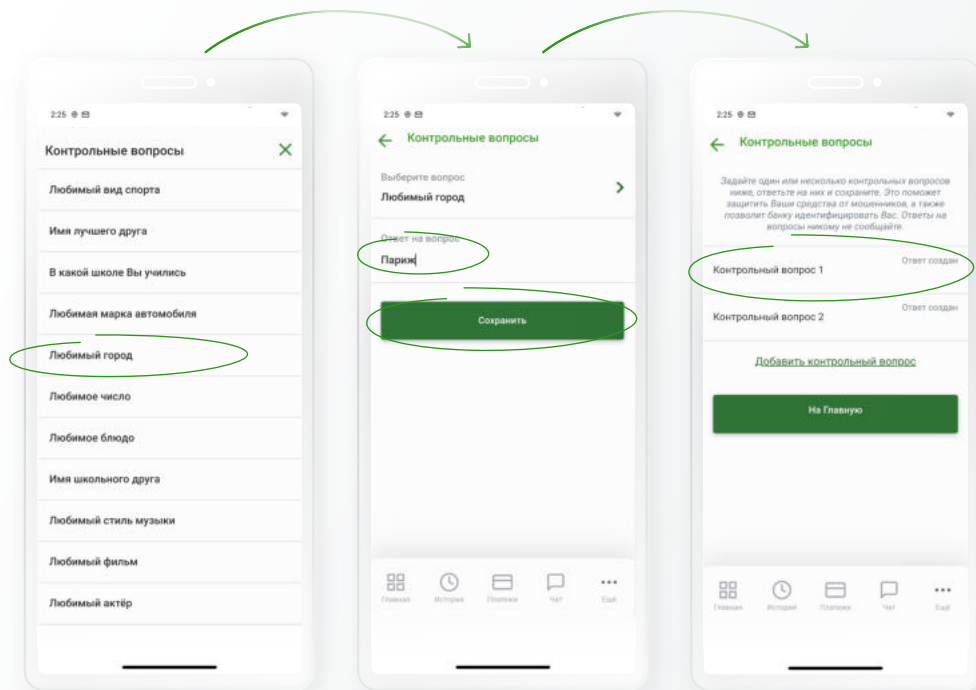 2:25
Контрольные вопросы
Любимый вид спорта
Имя лучшего друга
В какой школе Вы учились
Любимая марка автомобиля
Любимый город
Любимое число
Любимое блюдо
Имя школьного друга
Любимый стиль музыки
Любимый фильм
Любимый актёр
2:25
Контрольные вопросы
Выберите вопрос
Любимый город
Ответ на вопрос
Париж
Сохранить
Главная История Платежи Чат Ещё
2:25
Контрольные вопросы
Задайте один или несколько контрольных вопросов
ниже, ответьте на них и сохраните. Это поможет
защитить Ваши средства от мошенников, а также
позволит банку идентифицировать Вас. Ответы на
вопросы никому не сообщайте.
Ответ создан
Контрольный вопрос 1
Ответ создан
Контрольный вопрос 2
Добавить контрольный вопрос
На Главную
Главная История Платежи Чат Ещё